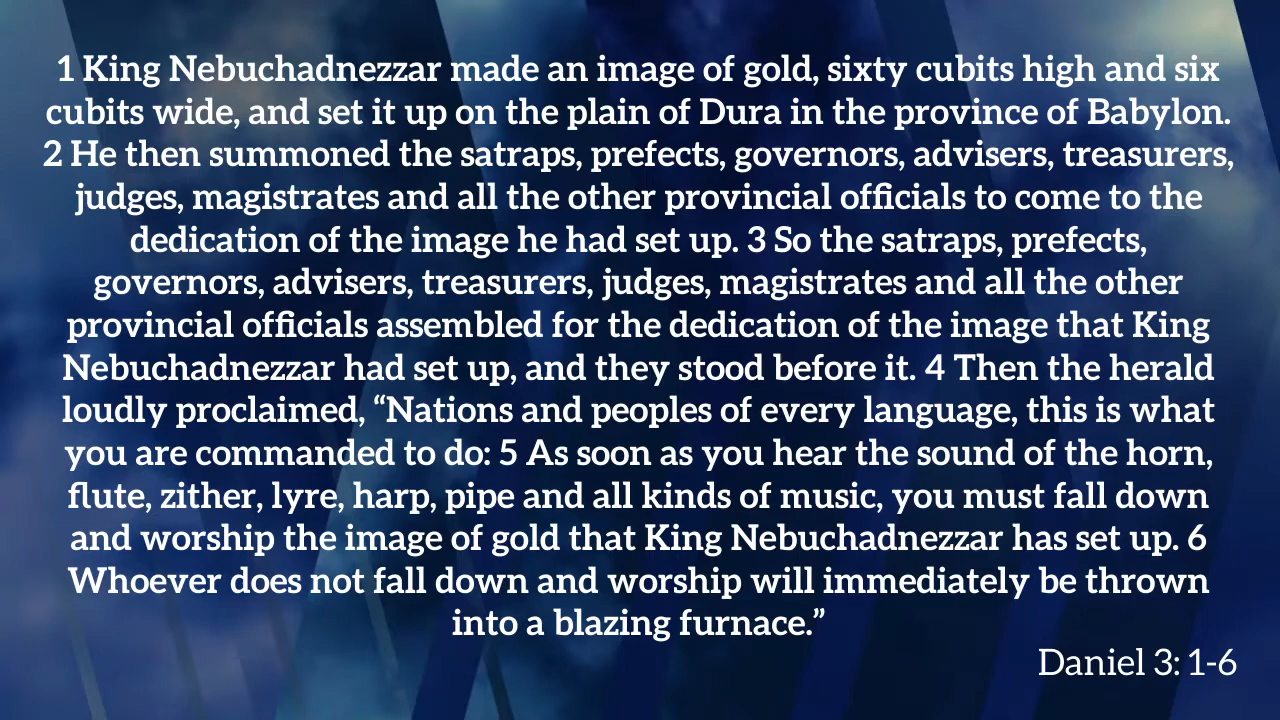 1 King Nebuchadnezzar made an image of gold, sixty cubits high and six
cubits wide, and set it up on the plain of Dura in the province of Babylon.
2 He then summoned the satraps, prefects, governors, advisers, treasurers,
judges, magistrates and all the other provincial officials to come to the
dedication of the image he had set up. 3 So the satraps, prefects,
governors, advisers, treasurers, judges, magistrates and all the other
provincial officials assembled for the dedication of the image that King
Nebuchadnezzar had set up, and they stood before it. 4 Then the herald
loudly proclaimed, “Nations and peoples of every language, this is what
you are commanded to do: 5 As soon as you hear the sound of the horn,
flute, zither, lyre, harp, pipe and all kinds of music, you must fall down
and worship the image of gold that King Nebuchadnezzar has set up. 6
Whoever does not fall down and worship will immediately be thrown
into a blazing furnace.”
Daniel 3: 1-6